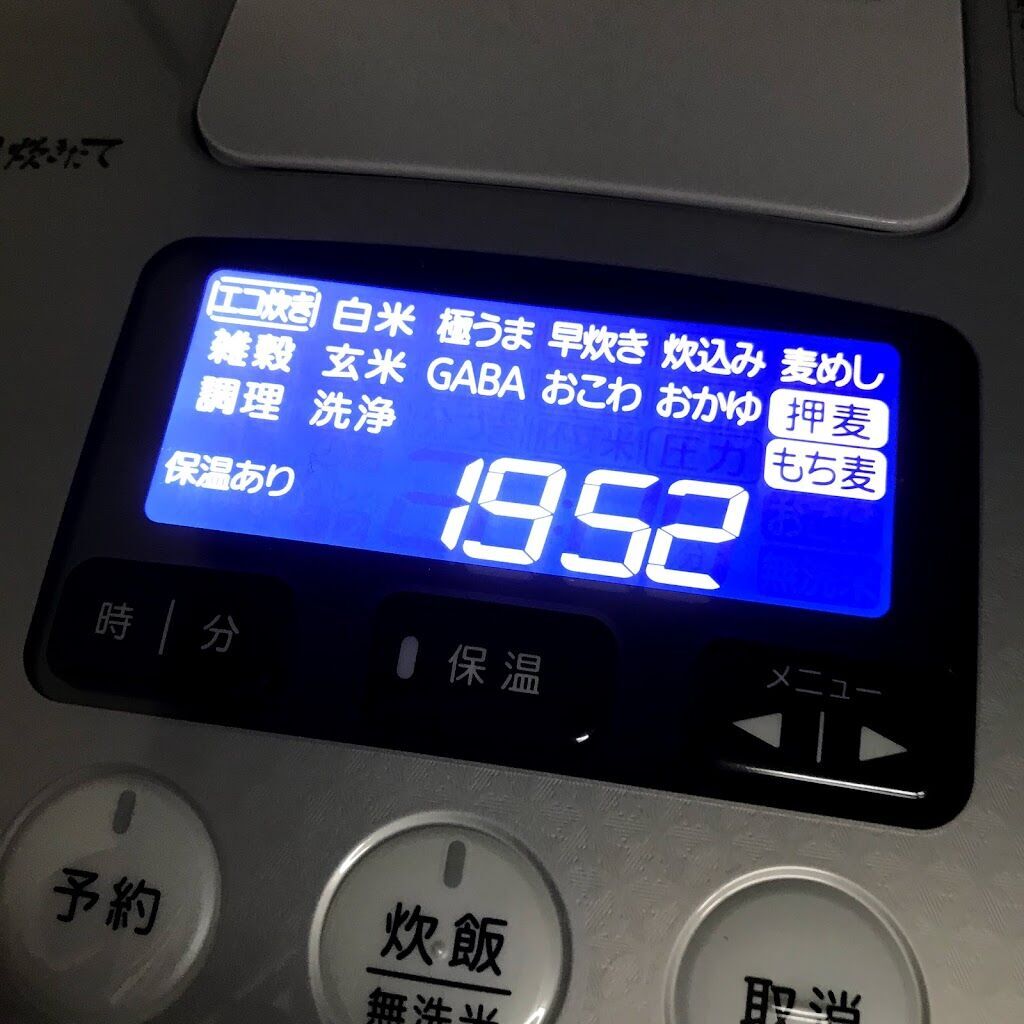 炊きたて
エコ炊き 白米 極うま 早炊き 炊込み 麦めし
雑穀 玄米 GABA おこわ おかゆ 押麦
調理 洗浄 もち麦
保温あり 1952
時 | 分
保温
メニュー
予約
炊飯
無洗米
取消